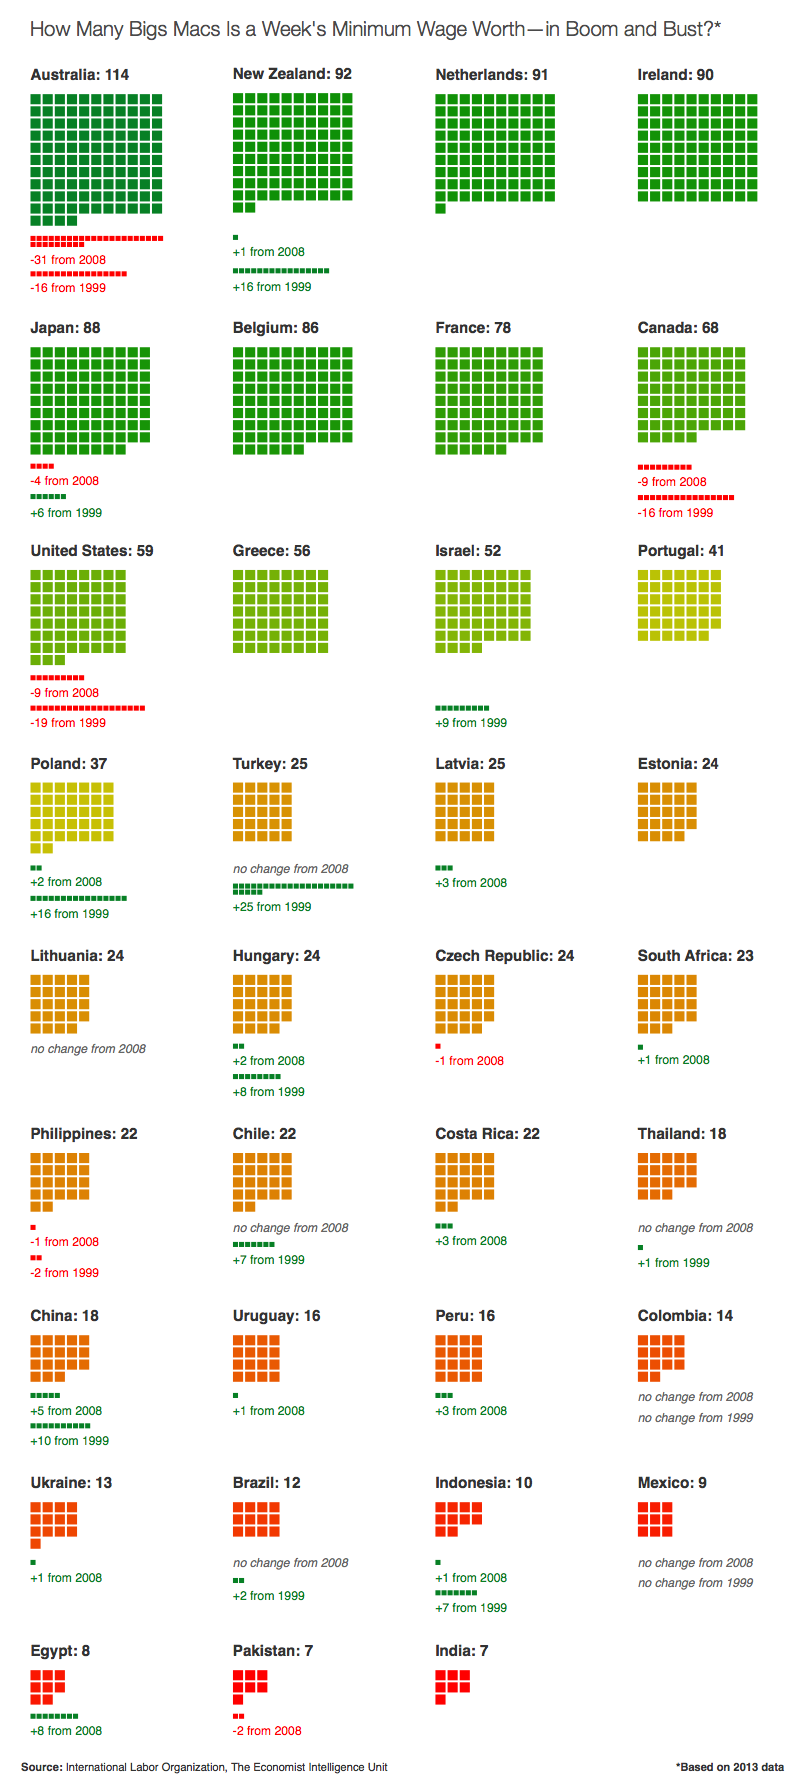 How Many Bigs Macs Is a Week's Minimum Wage Worth—in Boom and Bust?*
Australia: 114
-31 from 2008
-16 from 1999
New Zealand: 92
+1 from 2008
+16 from 1999
Netherlands: 91
Ireland: 90
Japan: 88
-4 from 2008
+6 from 1999
Belgium: 86
France: 78
Canada: 68
-9 from 2008
-16 from 1999
United States: 59
-9 from 2008
-19 from 1999
Greece: 56
Israel: 52
+9 from 1999
Portugal: 41
Poland: 37
+2 from 2008
+16 from 1999
Turkey: 25
no change from 2008
+25 from 1999
Latvia: 25
+3 from 2008
Estonia: 24
Lithuania: 24
no change from 2008
Hungary: 24
+2 from 2008
+8 from 1999
Czech Republic: 24
-1 from 2008
South Africa: 23
+1 from 2008
Philippines: 22
-1 from 2008
-2 from 1999
Chile: 22
no change from 2008
+7 from 1999
Costa Rica: 22
+3 from 2008
Thailand: 18
no change from 2008
+1 from 1999
China: 18
+5 from 2008
+10 from 1999
Uruguay: 16
+1 from 2008
Peru: 16
+3 from 2008
Colombia: 14
no change from 2008
no change from 1999
Ukraine: 13
+1 from 2008
Brazil: 12
no change from 2008
+2 from 1999
Indonesia: 10
+1 from 2008
+7 from 1999
Mexico: 9
no change from 2008
no change from 1999
Egypt: 8
+8 from 2008
Pakistan: 7
-2 from 2008
India: 7
Source: International Labor Organization, The Economist Intelligence Unit
*Based on 2013 data